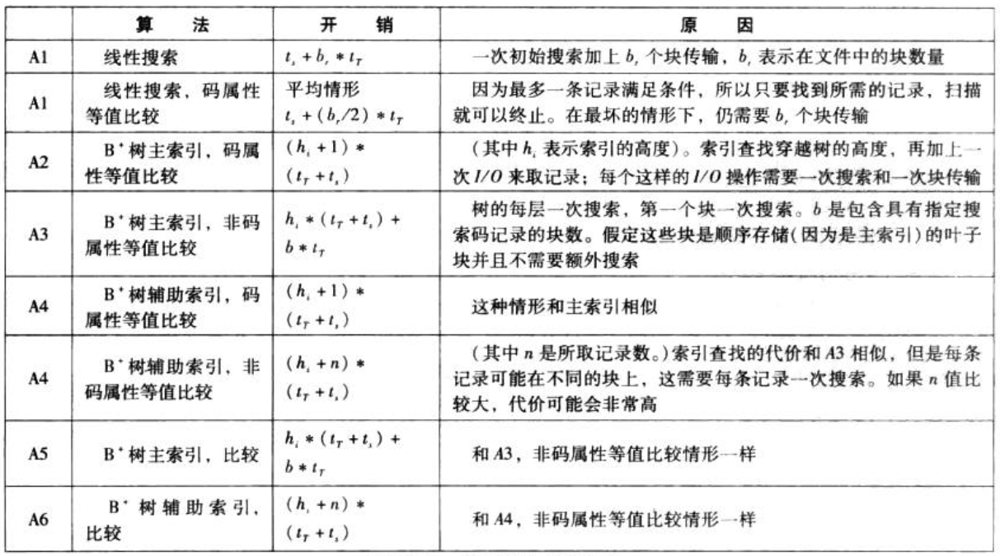 算 法 开 销 原 因
A1 线性搜索 t_s + b_r * t_T 一次初始搜索加上 b_r 个块传输，b_r 表示在文件中的块数量
A1 线性搜索，码属性等值比较 平均情形 t_s + (b_r/2) * t_T 因为最多一条记录满足条件，所以只要找到所需的记录，扫描
就可以终止。在最坏的情形下，仍需要 b_r 个块传输
A2 B⁺树主索引，码属性等值比较 (h_i + 1) * (t_T + t_s) （其中 h_i 表示索引的高度）。索引查找穿越树的高度，再加上一
次 I/O 来取记录；每个这样的 I/O 操作需要一次搜索和一次块传输
A3 B⁺树主索引，非码属性等值比较 h_i * (t_T + t_s) + b * t_T 树的每层一次搜索，第一个块一次搜索。b 是包含具有指定搜
索码记录的块数。假定这些块是顺序存储（因为是主索引）的叶子
块并且不需要额外搜索
A4 B⁺树辅助索引，码属性等值比较 (h_i + 1) * (t_T + t_s) 这种情形和主索引相似
A4 B⁺树辅助索引，非码属性等值比较 (h_i + n) * (t_T + t_s) （其中 n 是所取记录数。）索引查找的代价和 A3 相似，但是每条
记录可能在不同的块上，这需要每条记录一次搜索。如果 n 值比
较大，代价可能会非常高
A5 B⁺树主索引，比较 h_i * (t_T + t_s) + b * t_T 和 A3，非码属性等值比较情形一样
A6 B⁺树辅助索引，比较 (h_i + n) * (t_T + t_s) 和 A4，非码属性等值比较情形一样